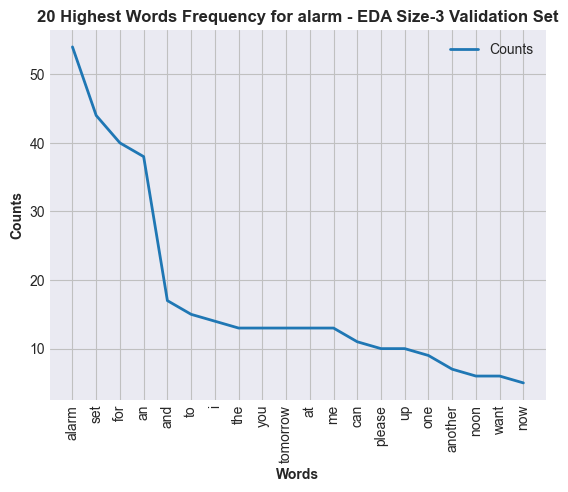 20 Highest Words Frequency for alarm - EDA Size-3 Validation Set
Counts
50
40
30
20
10
Counts
alarm
set
for
an
and
to
i
the
you
tomorrow
at
me
can
please
up
one
another
noon
want
now
Words